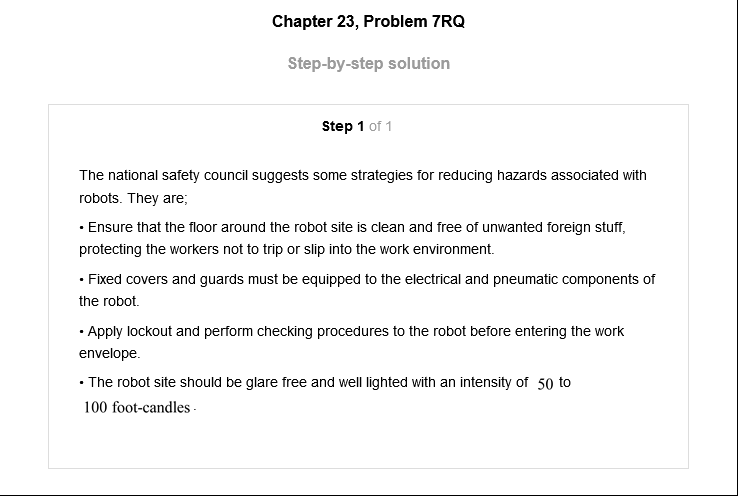 Chapter 23, Problem 7RQ
Step-by-step solution
Step 1 of 1
The national safety council suggests some strategies for reducing hazards associated with
robots. They are;
• Ensure that the floor around the robot site is clean and free of unwanted foreign stuff,
protecting the workers not to trip or slip into the work environment.
• Fixed covers and guards must be equipped to the electrical and pneumatic components of
the robot.
• Apply lockout and perform checking procedures to the robot before entering the work
envelope.
• The robot site should be glare free and well lighted with an intensity of 50 to
100 foot-candles.